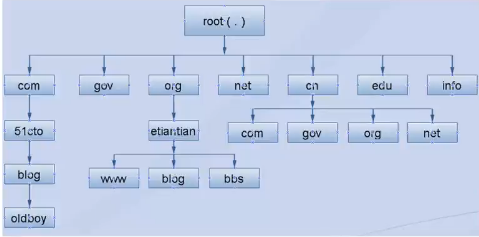 root ( . )
com gov org net cn edu info
51cto etiantian com gov org net
blog www blog bbs
oldboy